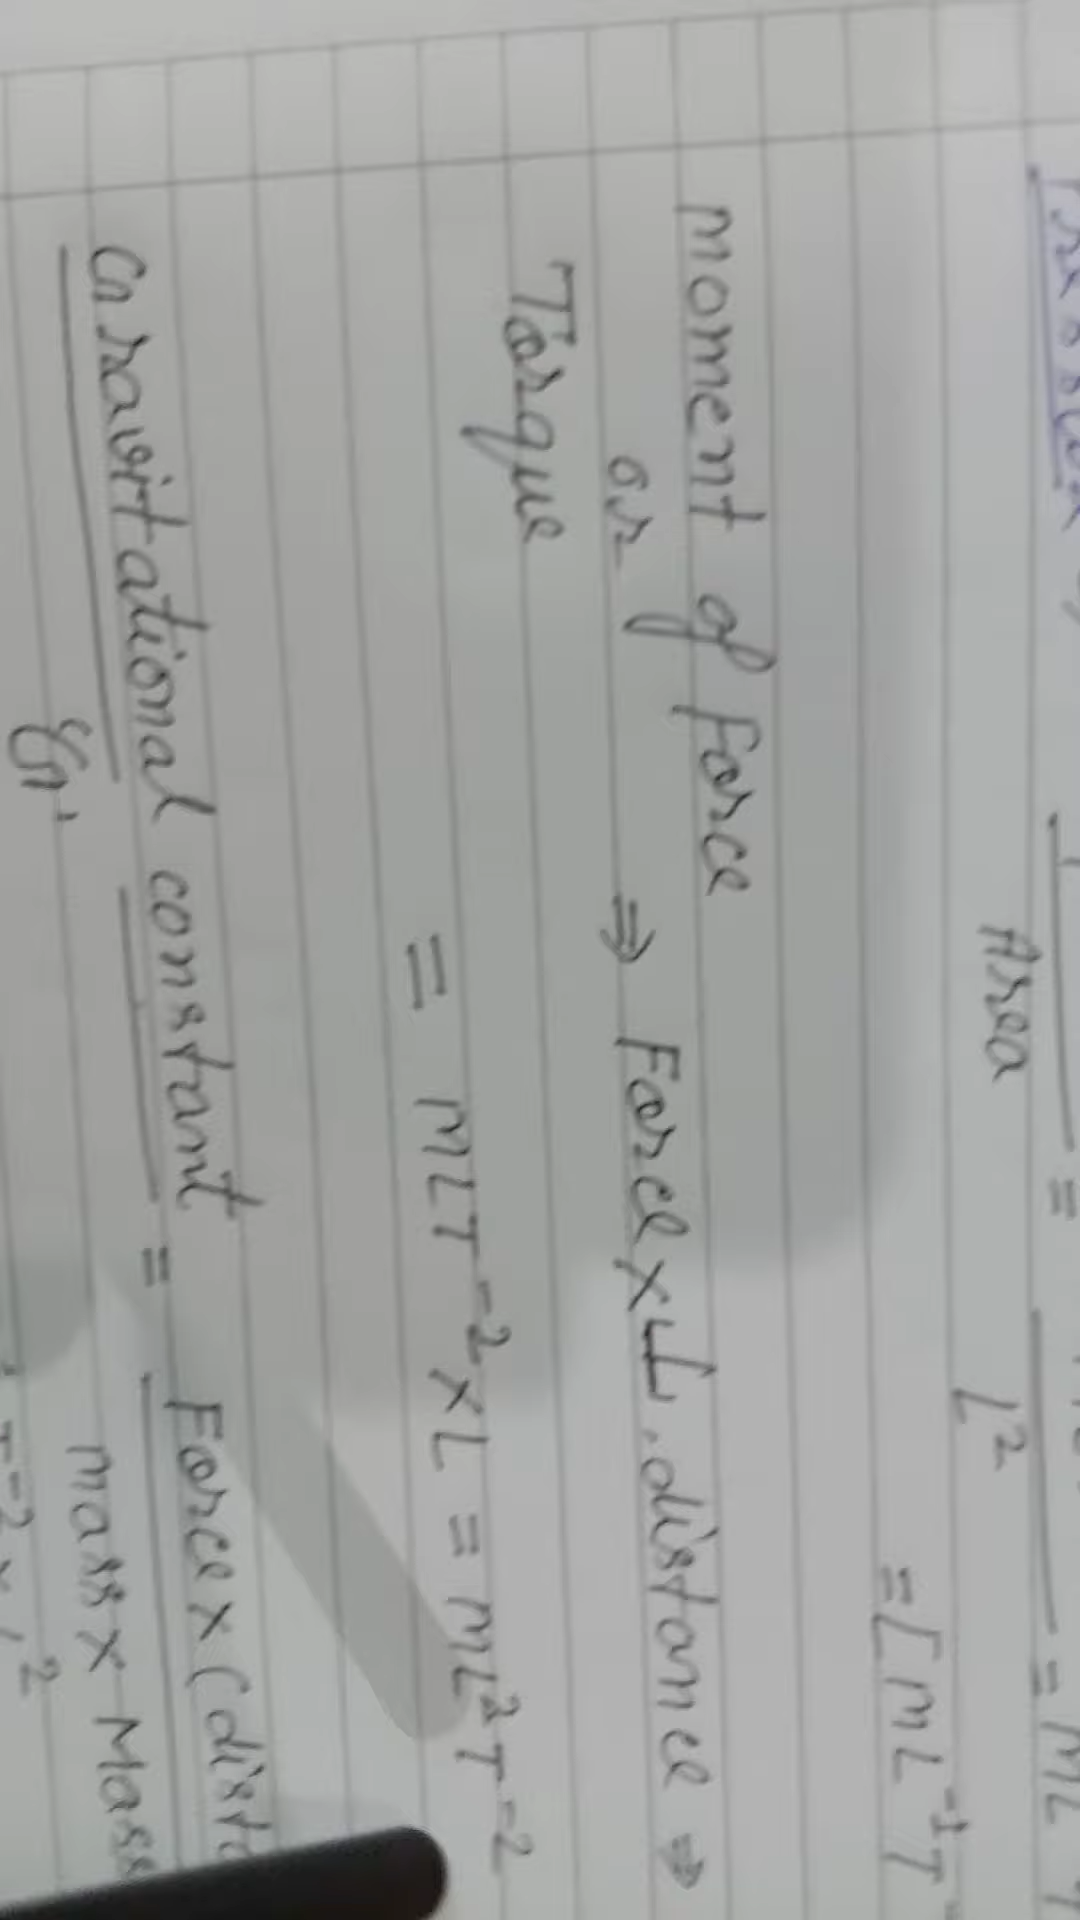 Area
L²
= [ML⁻¹T
moment of force
or
⇒ Force x ⊥. distance ⇒
Torque
= MLT⁻² x L = ML²T⁻²
Gravitational constant = Force x (dist
mass x Mass
"G"
T⁻² x